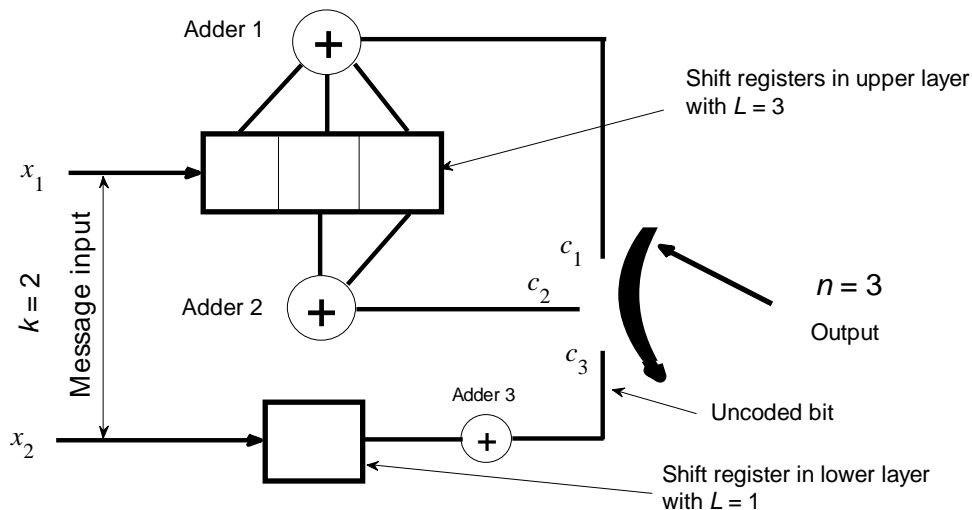 Adder 1
+
Shift registers in upper layer
with L = 3
x1
Message input
k = 2
c1
c2
n = 3
Output
Adder 2
+
c3
Adder 3
+
Uncoded bit
x2
Shift register in lower layer
with L = 1